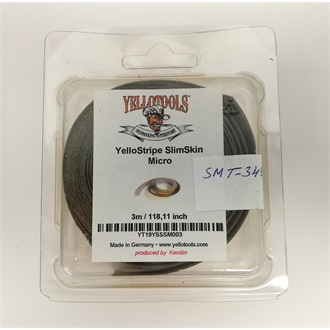 YELLOTOOLS
YelloStripe SlimSkin
Micro
SMT-34
3m / 118,11 inch
YT19YSSSM003
Made in Germany • www.yellotools.com
produced by Kerstin